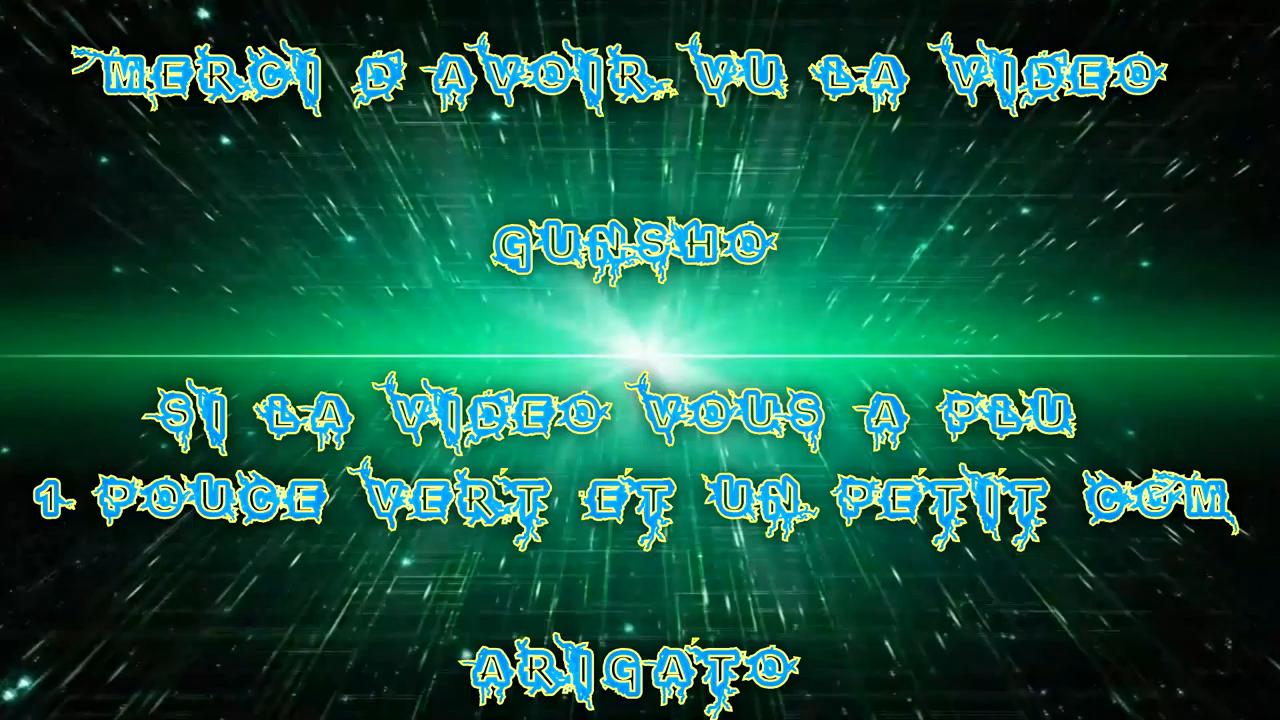 MERCI D AVOIR VU LA VIDEO
GUNSHO
SI LA VIDEO VOUS A PLU
1 POUCE VERT ET UN PETIT COM
ARIGATO